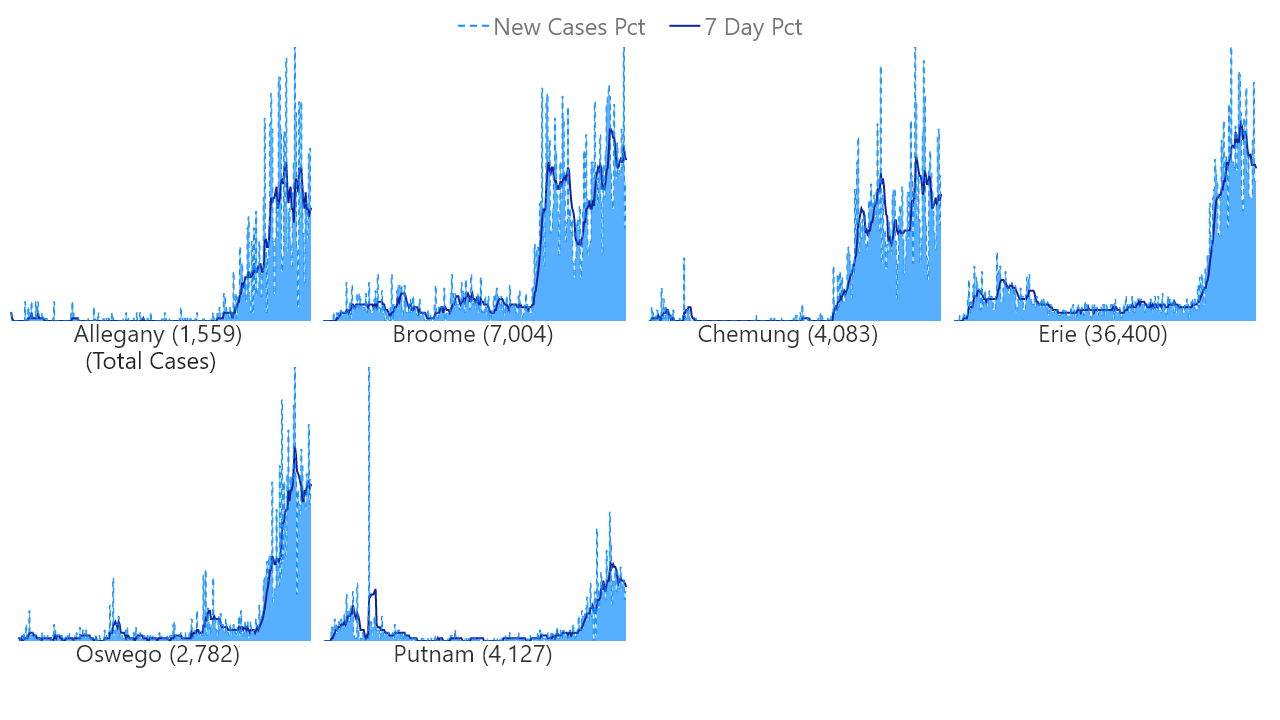 New Cases Pct 7 Day Pct
Allegany (1,559)
(Total Cases)
Broome (7,004)
Chemung (4,083)
Erie (36,400)
Oswego (2,782)
Putnam (4,127)